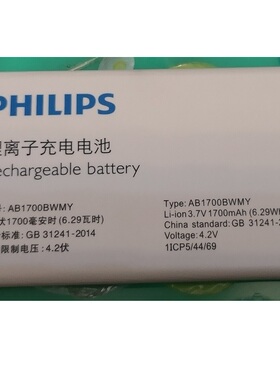 PHILIPS
离子充电电池
echargeable battery
: AB1700BWMY
伏1700毫安时 (6.29瓦时)
标准: GB 31241-2014
限制电压: 4.2伏
Type: AB1700BWMY
Li-ion 3.7V 1700mAh (6.29W
China standard: GB 31241-
Voltage: 4.2V
1ICP5/44/69